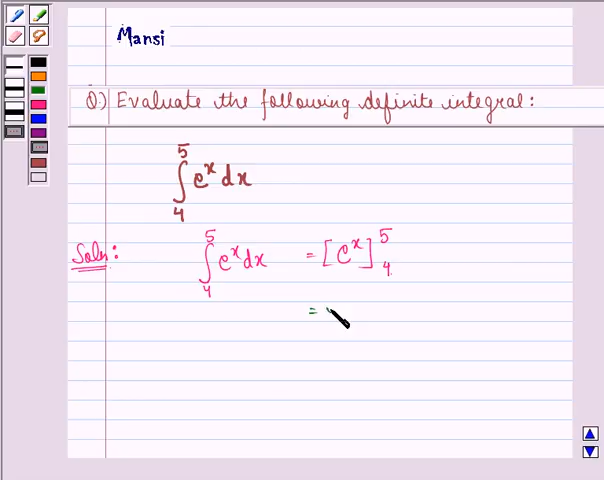 Mansi
Q.) Evaluate the following definite integral:
∫₄⁵ eˣ dx
Soln: ∫₄⁵ eˣ dx = [eˣ]₄⁵
=